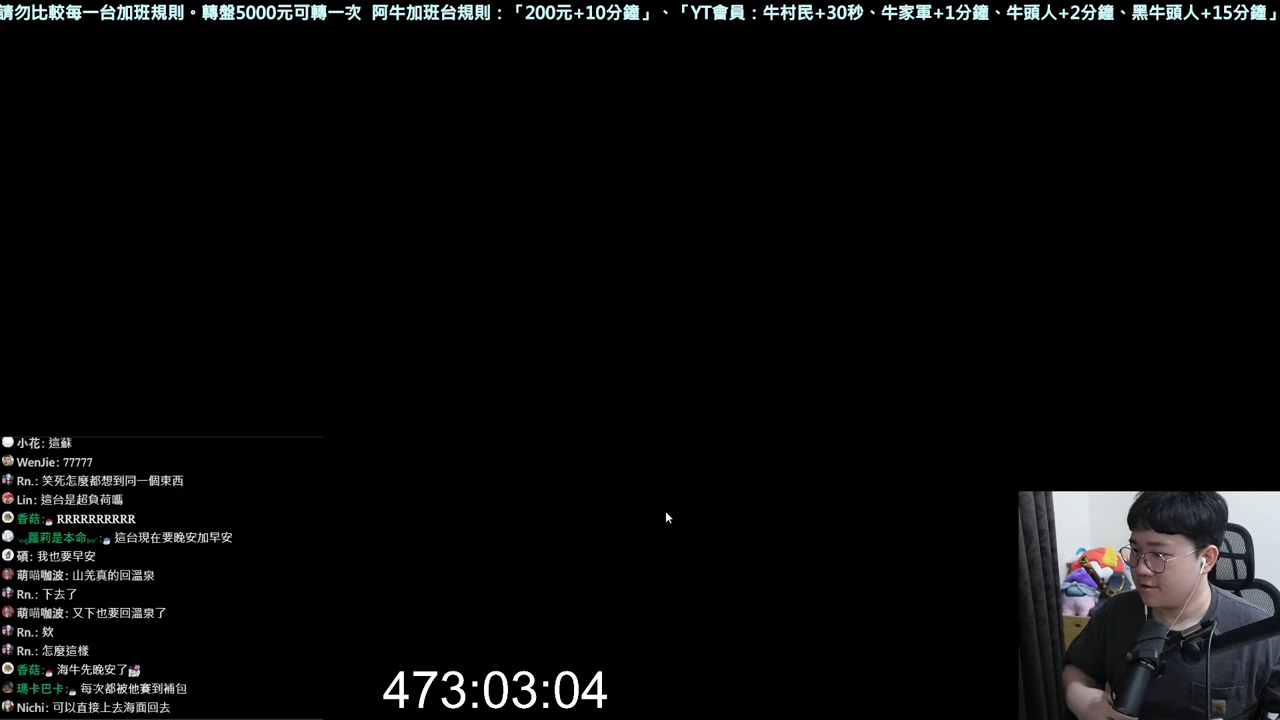 請勿比較每一台加班規則。轉盤5000元可轉一次 阿牛加班台規則：「200元+10分鐘」、「YT會員：牛村民+30秒、牛家軍+1分鐘、牛頭人+2分鐘、黑牛頭人+15分鐘」
小花: 這蘇
WenJie: 77777
Rn.: 笑死怎麼都想到同一個東西
Lin: 這台是超負荷嗎
香菇: RRRRRRRRRR
蘿莉是本命: 這台現在要晚安加早安
碩: 我也要早安
萌喵咖波: 山羌真的回溫泉
Rn.: 下去了
萌喵咖波: 又下也要回溫泉了
Rn.: 欸
Rn.: 怎麼這樣
香菇: 海牛先晚安了
瑪卡巴卡: 每次都被他賽到補包
Nichi: 可以直接上去海面回去
473:03:04